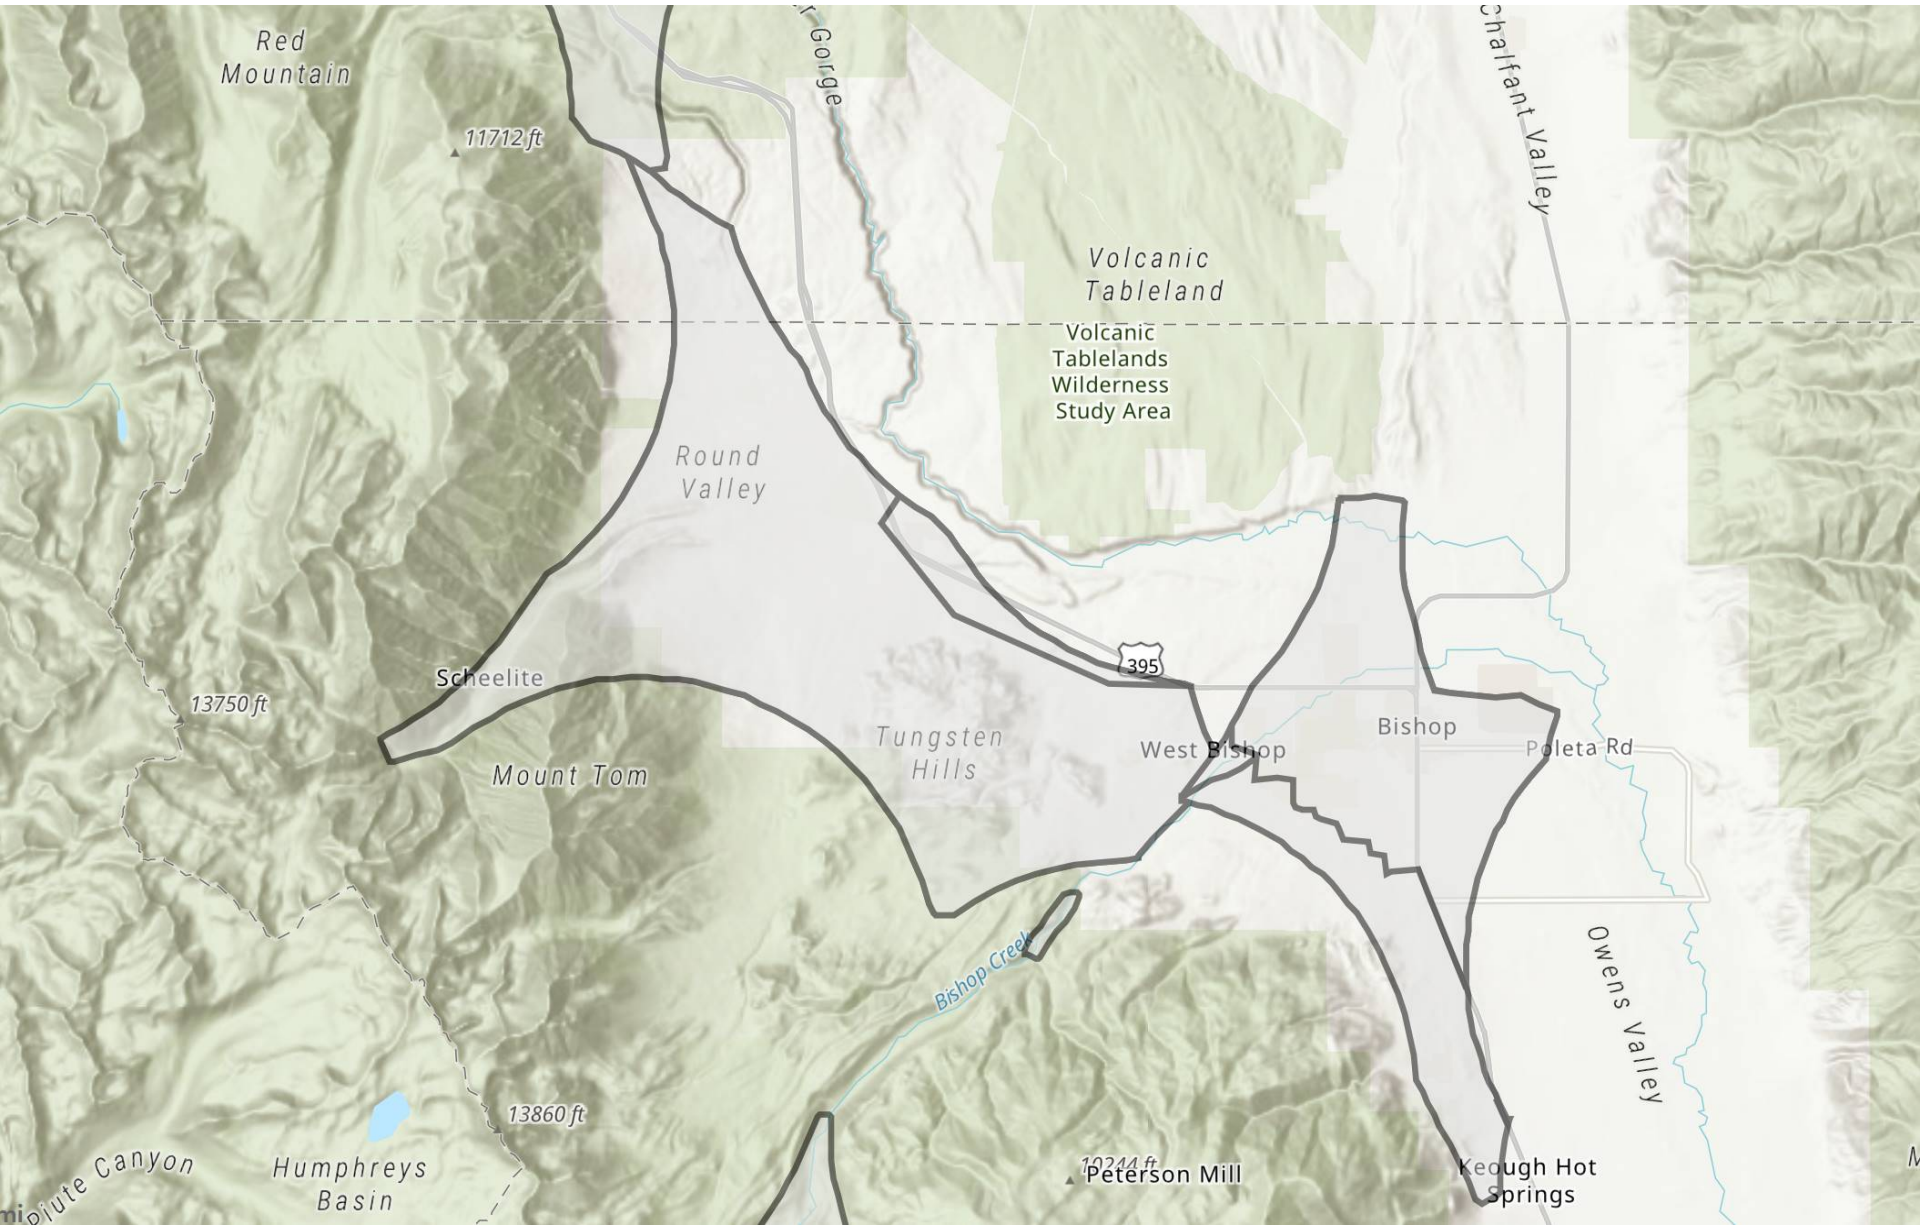 Red
Mountain
11712 ft
r Gorge
Chalfant Valley
Volcanic
Tableland
Volcanic
Tablelands
Wilderness
Study Area
Round
Valley
Scheelite
13750 ft
Mount Tom
Tungsten
Hills
395
West Bishop
Bishop
Poleta Rd
Bishop Creek
Owens Valley
13860 ft
Piute Canyon
Humphreys
Basin
10244 ft
Peterson Mill
Keough Hot
Springs
mi
M